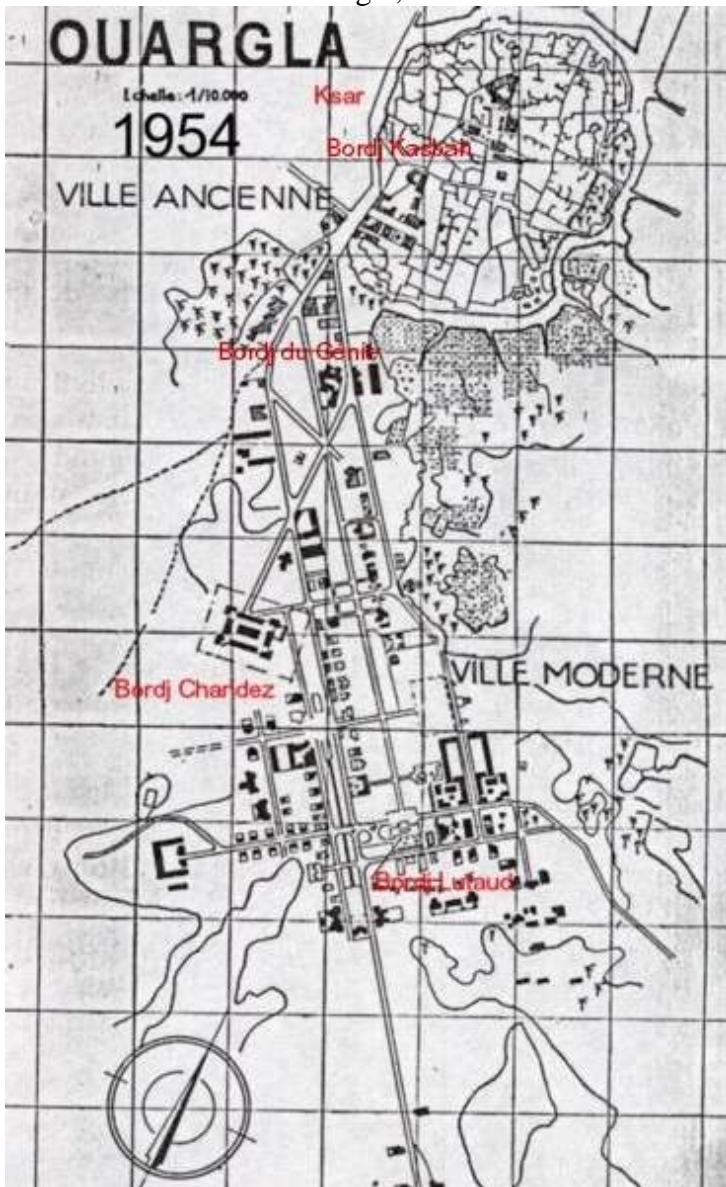 OUARGLA
Echelle: 1/10.000
1954
Ksar
Bordj Kasbah
VILLE ANCIENNE
Bordj du Génie
VILLE MODERNE
Bordj Chandez
Bordj Lutaud